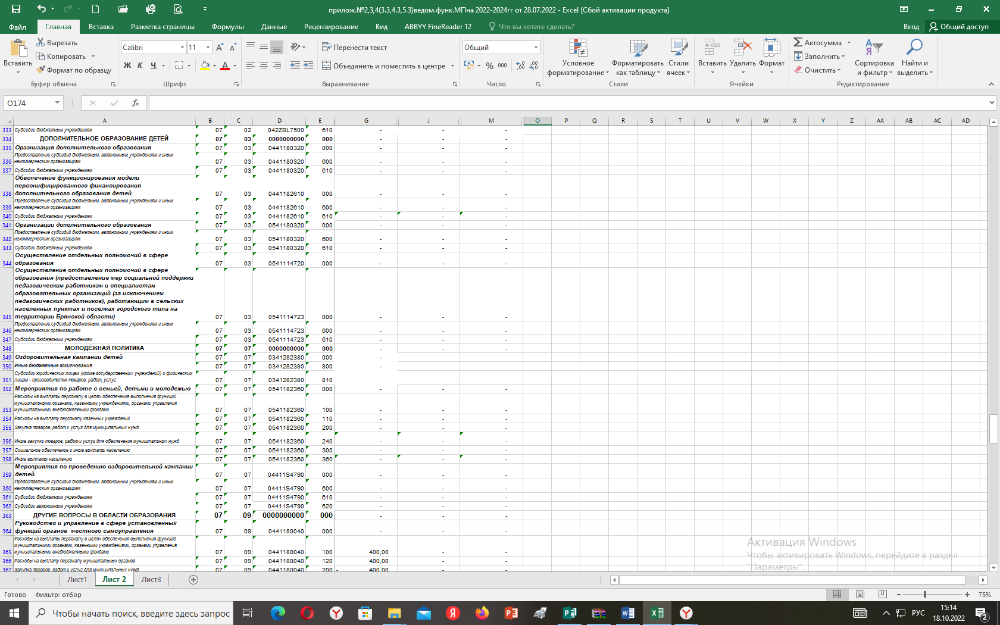 прилож.№2,3,4(3.3,4.3,5.3)ведом.функ.МПна 2022-2024гг от 28.07.2022 - Excel (Сбой активации продукта)
Файл Главная Вставка Разметка страницы Формулы Данные Рецензирование Вид ABBYY FineReader 12 Что вы хотите сделать? Вход Общий доступ
Вставить Вырезать Копировать Формат по образцу
Calibri 11 Ж К Ч А
Перенести текст
Объединить и поместить в центре
Общий % 000
Условное форматирование Форматировать как таблицу Стили ячеек
Вставить Удалить Формат
Автосумма Заполнить Очистить Сортировка и фильтр Найти и выделить
Буфер обмена Шрифт Выравнивание Число Стили Ячейки Редактирование
O174 fx
A B C D E G J M O P Q R S T U V W X Y Z AA AB AC AD
333 Субсидии бюджетным учреждениям 07 02 042ZBL7500 610 - - -
334 ДОПОЛНИТЕЛЬНОЕ ОБРАЗОВАНИЕ ДЕТЕЙ 07 03 0000000000 000 - - -
335 Организация дополнительного образования 07 03 0441180320 000 - - -
Предоставление субсидий бюджетным, автономным учреждениям и иным
336 некоммерческим организациям 07 03 0441180320 600 - - -
337 Субсидии бюджетным учреждениям 07 03 0441180320 610 - - -
Обеспечение функционирования модели
персонифицированного финансирования
338 дополнительного образования детей 07 03 0441182610 000 - - -
Предоставление субсидий бюджетным, автономным учреждениям и иным
339 некоммерческим организациям 07 03 0441182610 600 - - -
340 Субсидии бюджетным учреждениям 07 03 0441182610 610 - - -
341 Организации дополнительного образования 07 03 0541180320 000 - - -
Предоставление субсидий бюджетным, автономным учреждениям и иным
342 некоммерческим организациям 07 03 0541180320 600 - - -
343 Субсидии бюджетным учреждениям 07 03 0541180320 610 - - -
Осуществление отдельных полномочий в сфере
344 образования 07 03 0541114720 000 - - -
Осуществление отдельных полномочий в сфере
образования (предоставление мер социальной поддержки
педагогическим работникам и специалистам
образовательных организаций (за исключением
педагогических работников), работающим в сельских
населенных пунктах и поселках городского типа на
345 территории Брянской области) 07 03 0541114723 000 - - -
Предоставление субсидий бюджетным, автономным учреждениям и иным
346 некоммерческим организациям 07 03 0541114723 600 - - -
347 Субсидии бюджетным учреждениям 07 03 0541114723 610 - - -
348 МОЛОДЁЖНАЯ ПОЛИТИКА 07 07 0000000000 000 - - -
349 Оздоровительная кампании детей 07 07 0341282380 000 -
350 Иные бюджетные ассигнования 07 07 0341282380 800 -
Субсидии юридическим лицам (кроме государственных учреждений) и физическим
351 лицам - производителям товаров, работ, услуг 07 07 0341282380 810
352 Мероприятия по работе с семьей, детьми и молодежью 07 07 0541182360 000 - - -
Расходы на выплаты персоналу в целях обеспечения выполнения функций
муниципальными органами, казенными учреждениями, органами управления
353 муниципальными внебюджетными фондами 07 07 0541182360 100 - - -
354 Расходы на выплату персоналу казенных учреждений 07 07 0541182360 110 - - -
355 Закупка товаров, работ и услуг для муниципальных нужд 07 07 0541182360 200 - - -
356 Иные закупки товаров, работ и услуг для обеспечения муниципальных нужд 07 07 0541182360 240 - - -
357 Социальное обеспечение и иные выплаты населению 07 07 0541182360 300 - - -
358 Иные выплаты населению 07 07 0541182360 360 - - -
Мероприятия по проведению оздоровительной кампании
359 детей 07 07 04411S4790 000 - - -
Предоставление субсидий бюджетным, автономным учреждениям и иным
360 некоммерческим организациям 07 07 04411S4790 600 - - -
361 Субсидии бюджетным учреждениям 07 07 04411S4790 610 - - -
362 Субсидии автономным учреждениям 07 07 04411S4790 620 - - -
363 ДРУГИЕ ВОПРОСЫ В ОБЛАСТИ ОБРАЗОВАНИЯ 07 09 0000000000 000 - - -
Руководство и управление в сфере установленных
364 функций органов местного самоуправления 07 09 0441180040 000 - - -
Расходы на выплаты персоналу в целях обеспечения выполнения функций
муниципальными органами, казенными учреждениями, органами управления
365 муниципальными внебюджетными фондами 07 09 0441180040 100 400,00 - -
366 Расходы на выплату персоналу муниципальных органов 07 09 0441180040 120 400,00 - -
367 Закупка товаров, работ и услуг для муниципальных нужд 07 09 0441180040 200 - 400,00 - -
Активация Windows
Чтобы активировать Windows, перейдите в раздел
"Параметры".
Лист1 Лист 2 Лист3
Готово Фильтр: отбор 75%
Чтобы начать поиск, введите здесь запрос
РУС 15:14
18.10.2022 2